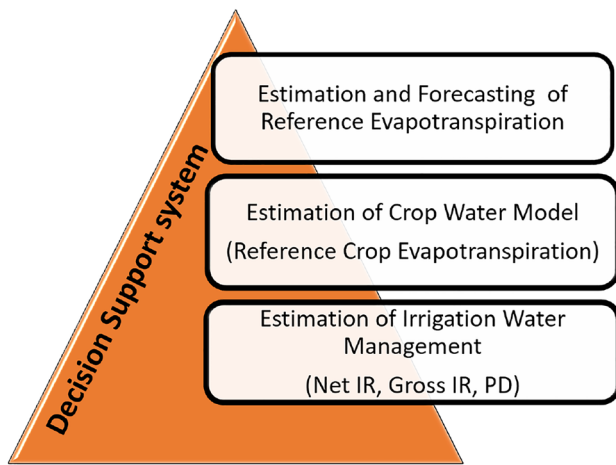 Decision Support system
Estimation and Forecasting of
Reference Evapotranspiration
Estimation of Crop Water Model
(Reference Crop Evapotranspiration)
Estimation of Irrigation Water
Management
(Net IR, Gross IR, PD)